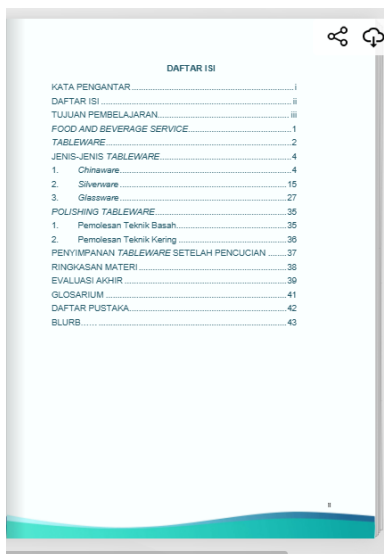 DAFTAR ISI
KATA PENGANTAR.....i
DAFTAR ISI.....ii
TUJUAN PEMBELAJARAN.....iii
FOOD AND BEVERAGE SERVICE.....1
TABLEWARE.....2
JENIS-JENIS TABLEWARE.....4
1. Chinaware.....4
2. Silverware.....15
3. Glassware.....27
POLISHING TABLEWARE.....35
1. Pemolesan Teknik Basah.....35
2. Pemolesan Teknik Kering.....36
PENYIMPANAN TABLEWARE SETELAH PENCUCIAN.....37
RINGKASAN MATERI.....38
EVALUASI AKHIR.....39
GLOSARIUM.....41
DAFTAR PUSTAKA.....42
BLURB.....43
ii